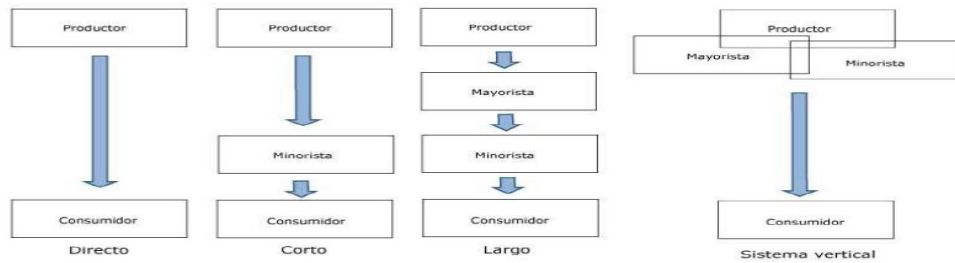 Productor
Consumidor
Directo
Productor
Minorista
Consumidor
Corto
Productor
Mayorista
Minorista
Consumidor
Largo
Productor
Mayorista
Minorista
Consumidor
Sistema vertical